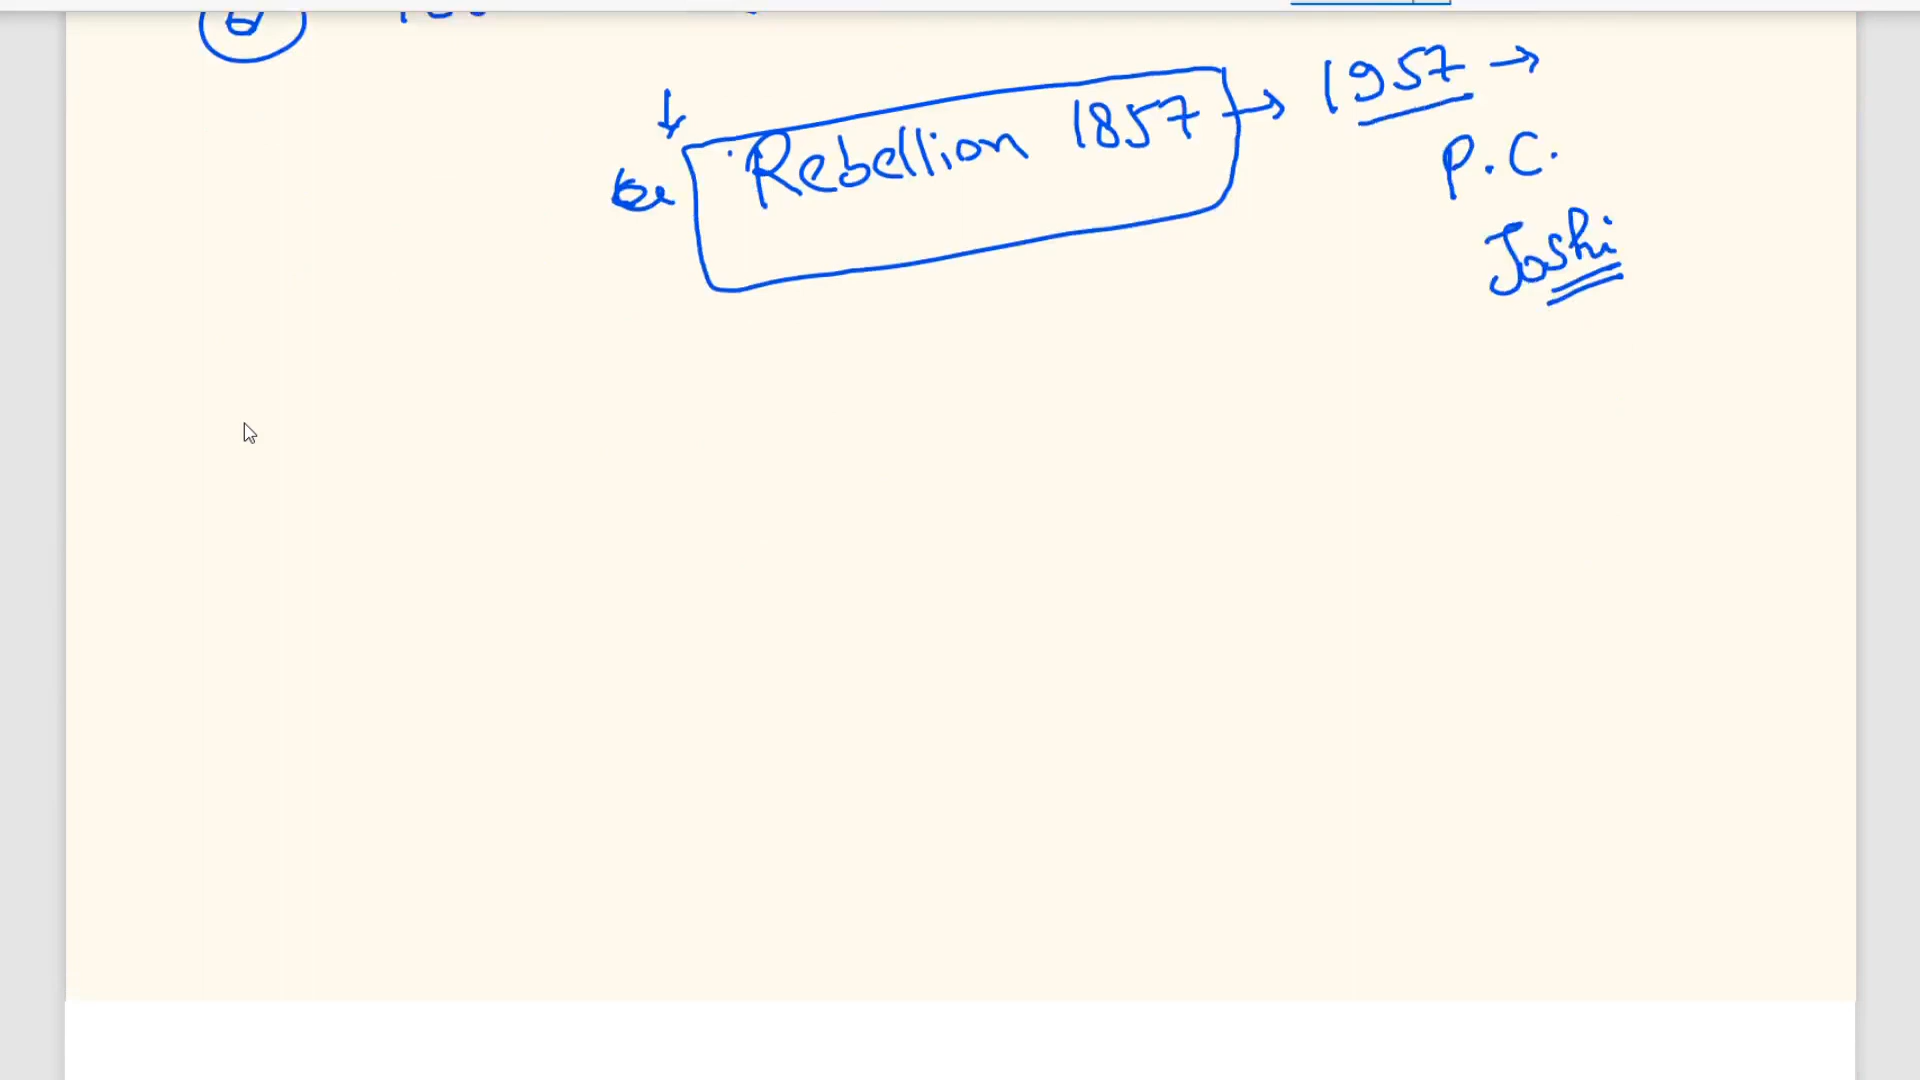 Rebellion 1857 → 1957 →
P.C.
Joshi